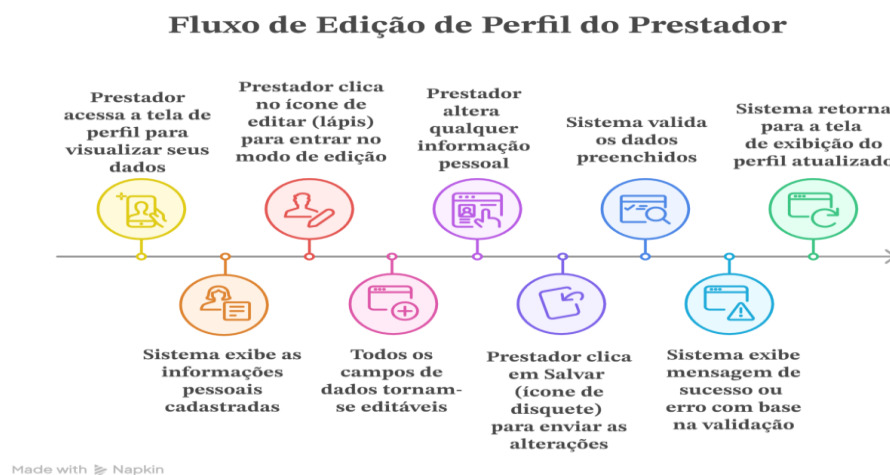 Fluxo de Edição de Perfil do Prestador
Prestador
acessa a tela de
perfil para
visualizar seus
dados
Sistema exibe as
informações
pessoais
cadastradas
Prestador clica
no ícone de
editar (lápis)
para entrar no
modo de edição
Todos os
campos de
dados tornam-
se editáveis
Prestador
altera
qualquer
informação
pessoal
Prestador clica
em Salvar
(ícone de
disquete)
para enviar as
alterações
Sistema valida
os dados
preenchidos
Sistema exibe
mensagem de
sucesso ou
erro com base
na validação
Sistema retorna
para a tela
de exibição do
perfil atualizado
Made with Napkin